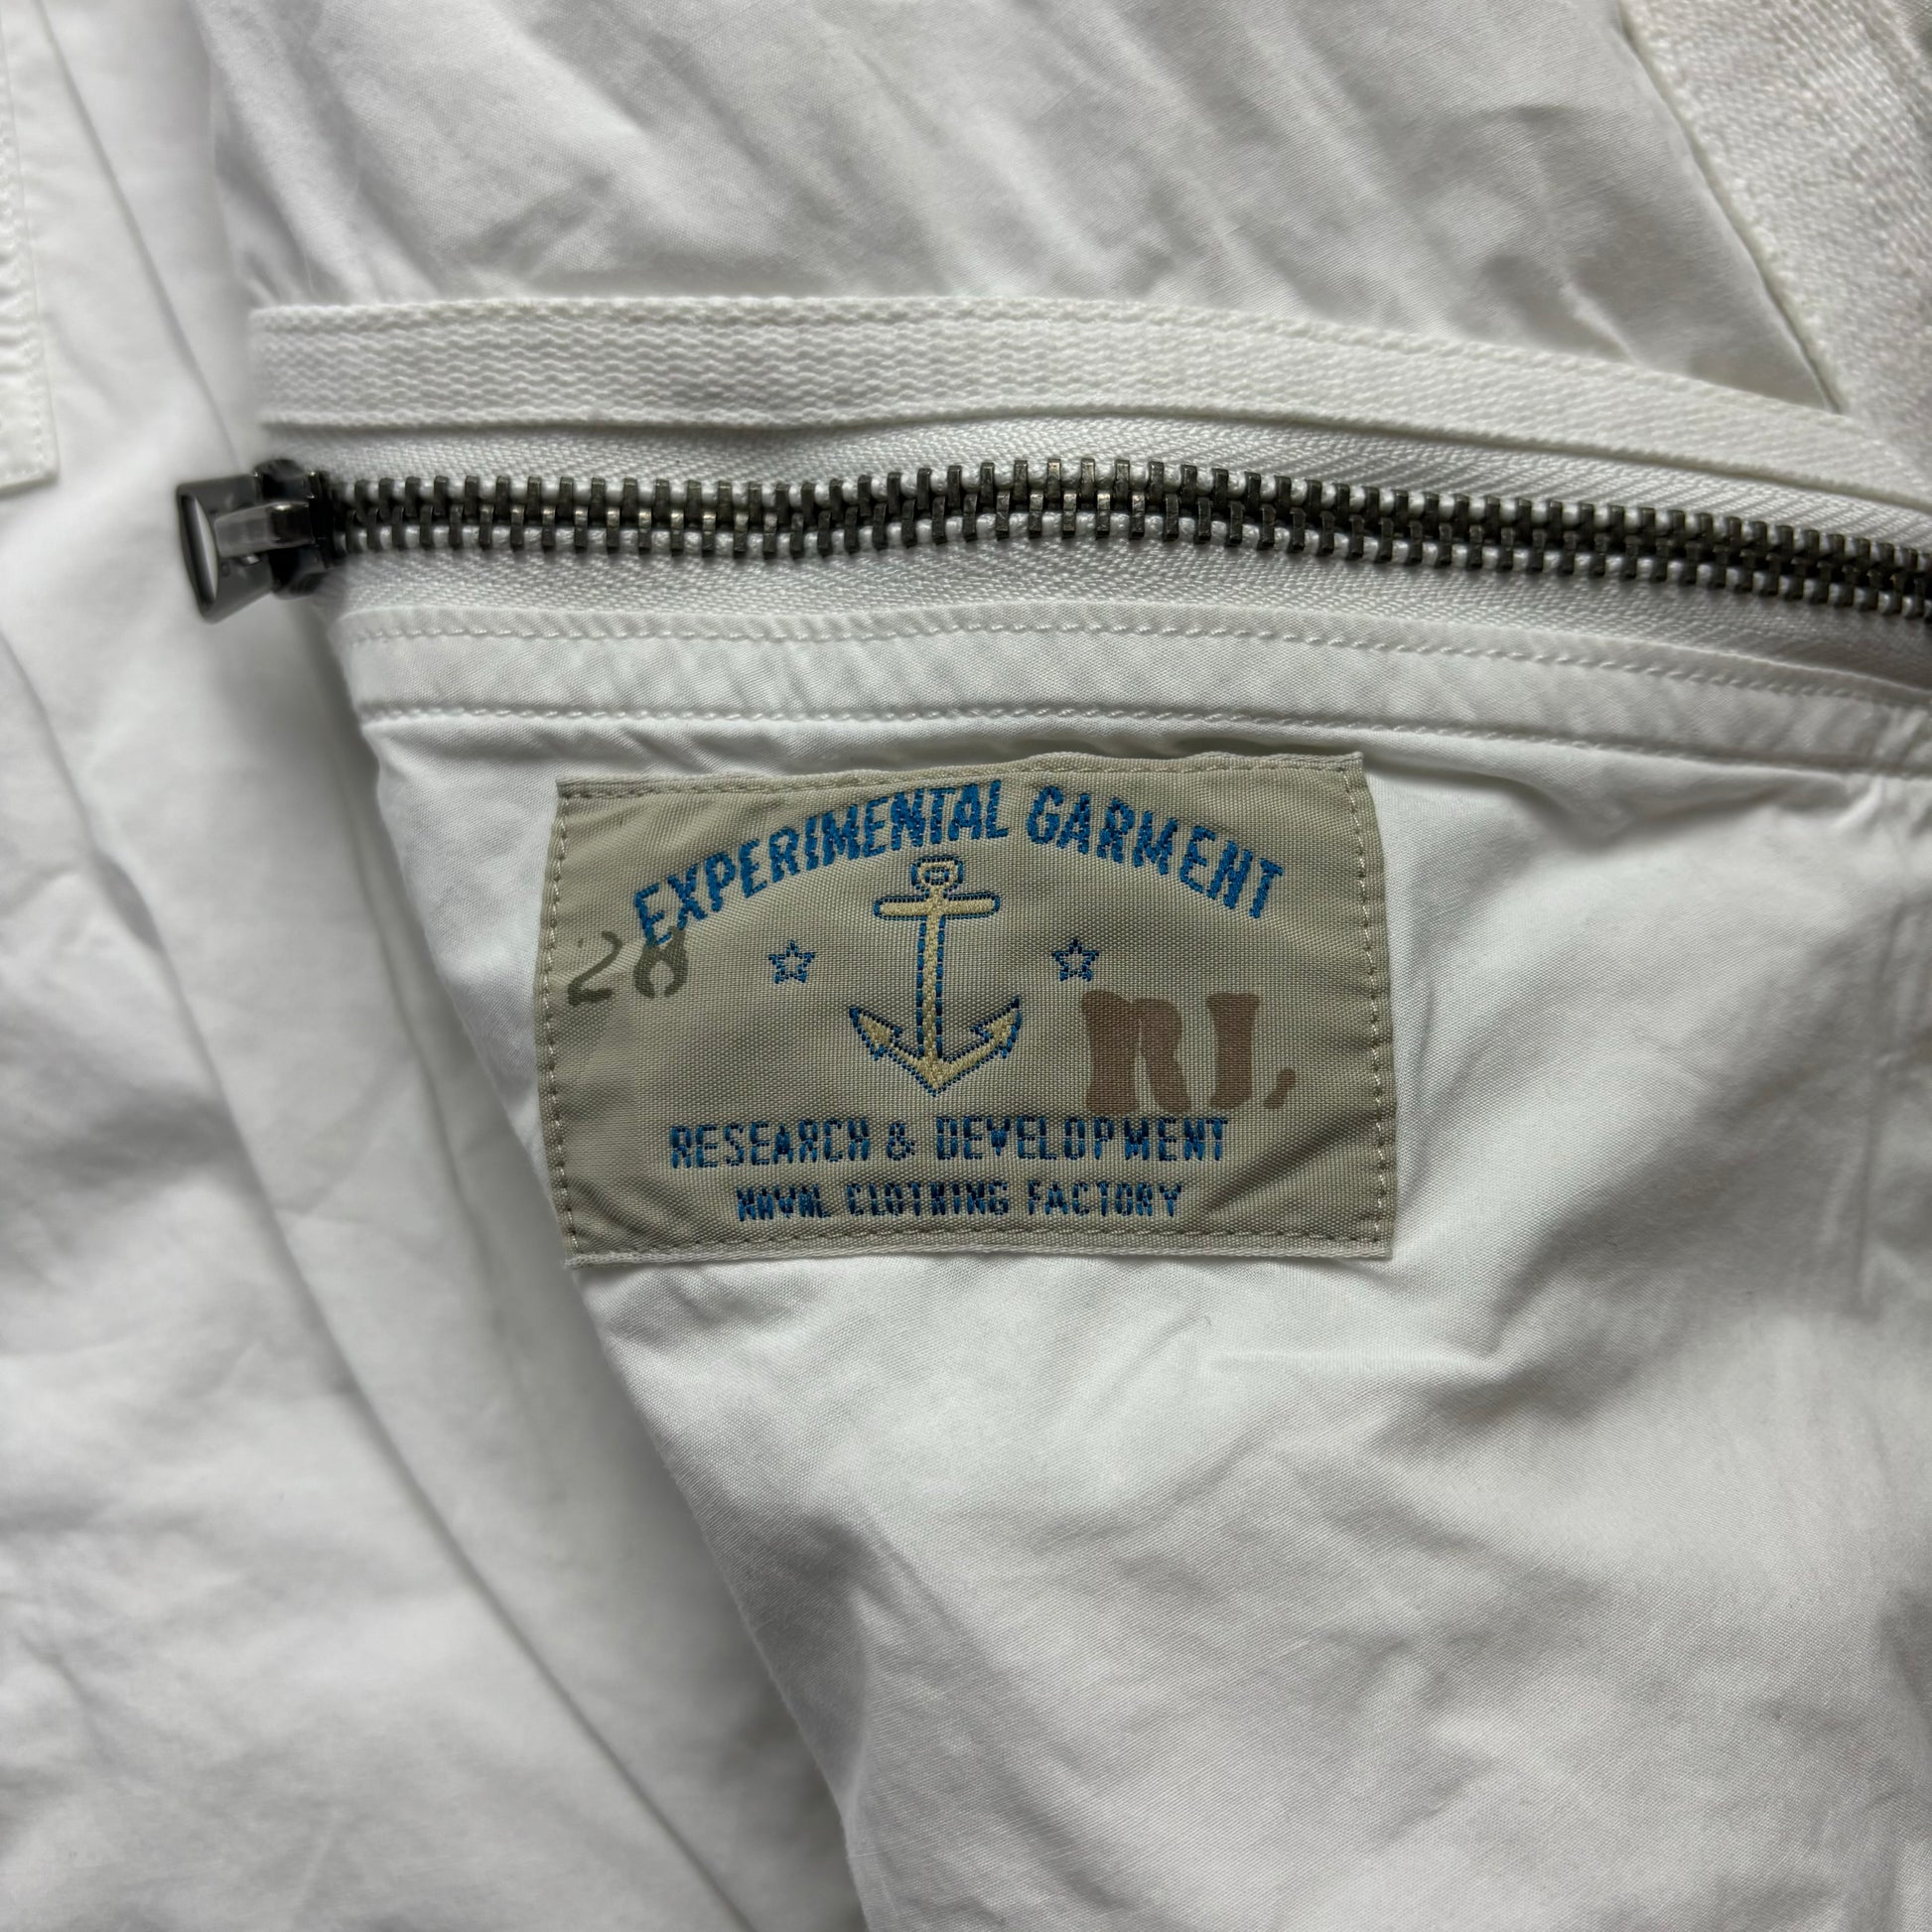 EXPERIMENTAL GARMENT
28
RL
RESEARCH & DEVELOPMENT
NAVAL CLOTHING FACTORY